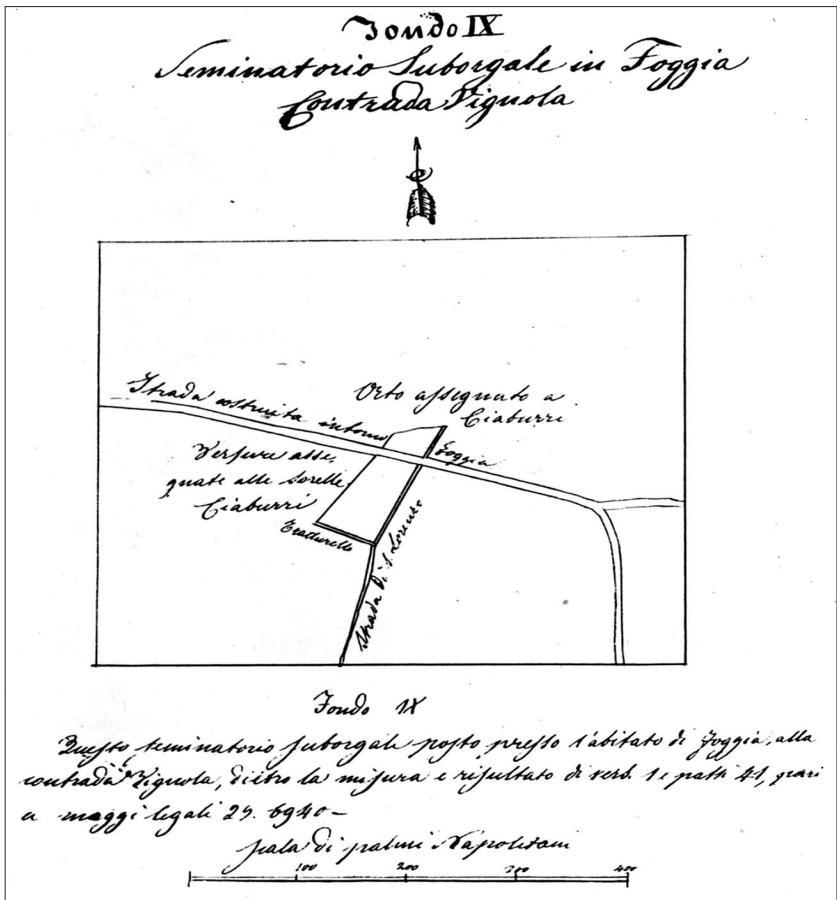 Fondo IX
Seminatorio Suborgale in Foggia
Contrada Vignola
Strada costruita intorno Foggia
Orto assegnato a
Ciaburri
Versure asse,
gnate alle sorelle
Ciaburri
Tratturello
Strada di S. Lorenzo
Fondo IX
Questo seminatorio suborgale posto presso l'abitato di Foggia, alla
contrada Vignola, dietro la misura è risultato di vers. 1 e passi 41, pari
a moggi legali 25. 6940 –
Scala di palmi Napoletani
100 200 300 400